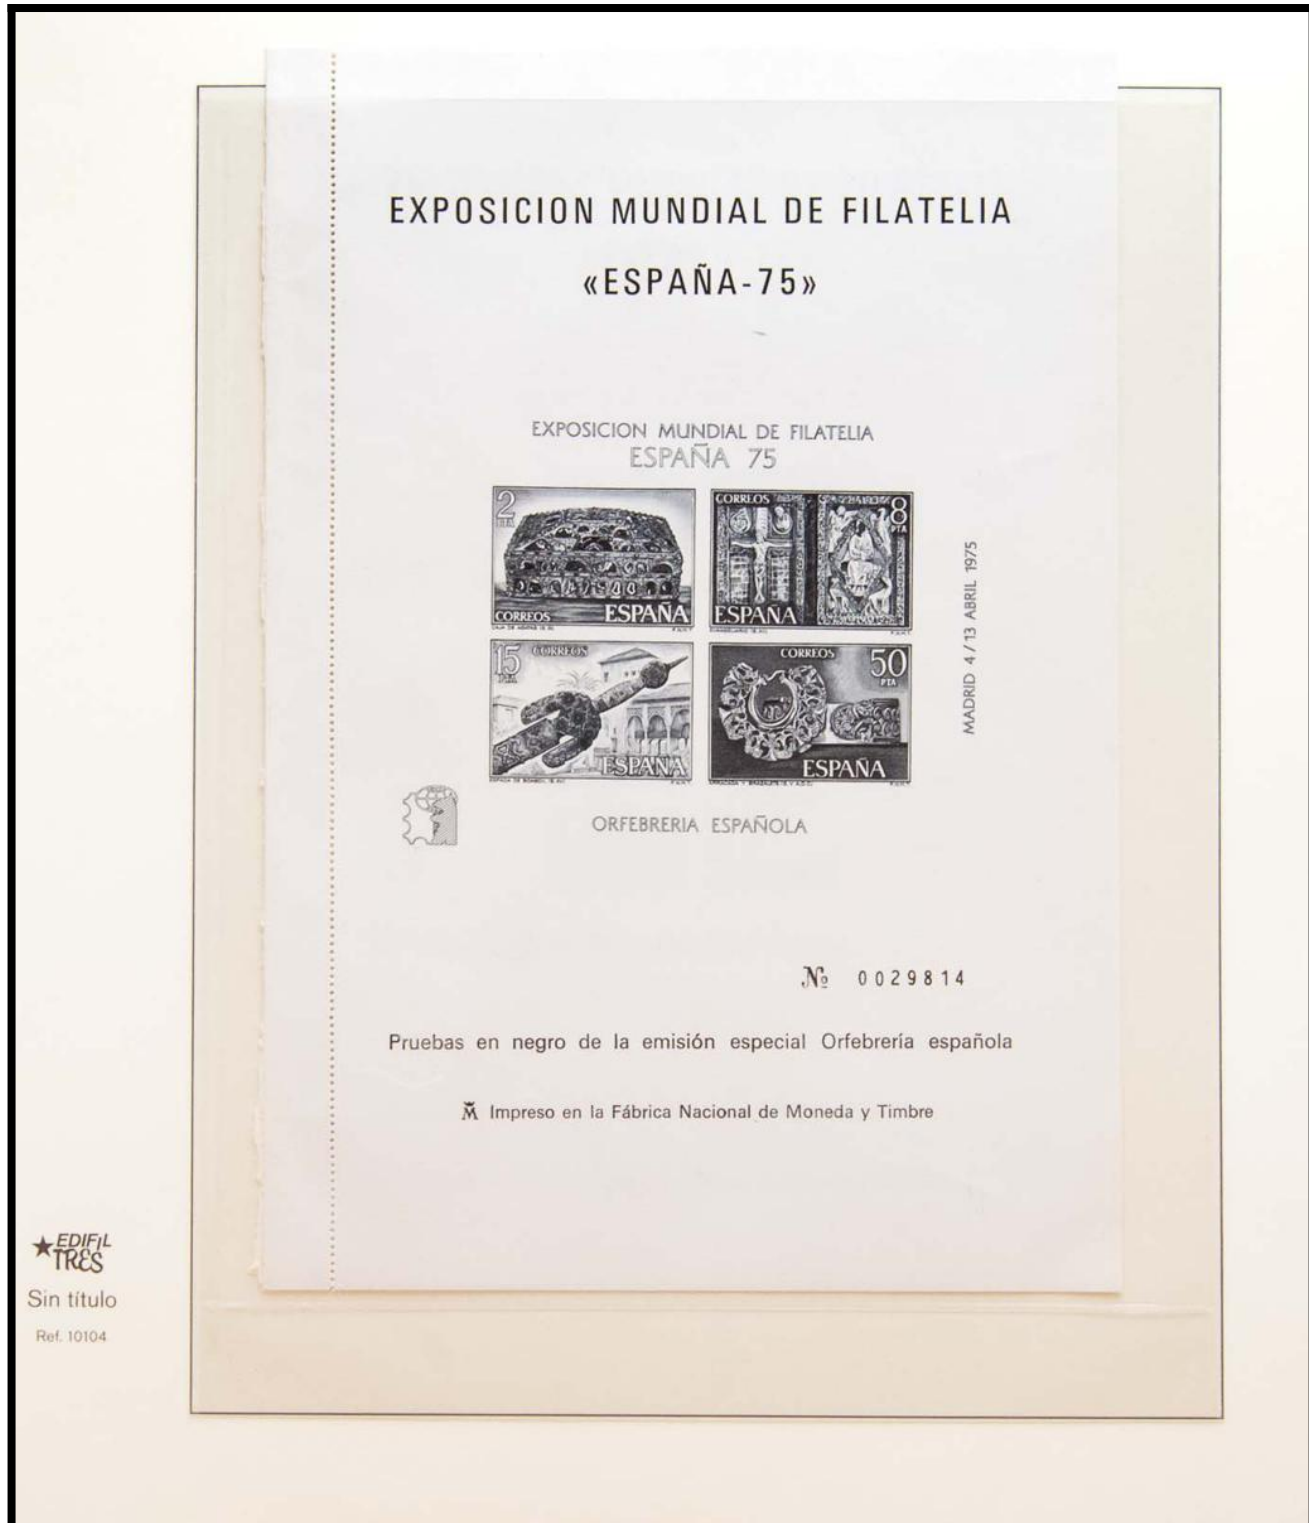 EXPOSICION MUNDIAL DE FILATELIA
«ESPAÑA-75»
EXPOSICION MUNDIAL DE FILATELIA
ESPAÑA 75
2
PTA
CORREOS ESPAÑA
F.N.M.T.
CORREOS 8
PTA
ESPAÑA
F.N.M.T.
15 CORREOS
PTA
ESPAÑA
F.N.M.T.
CORREOS 50
PTA
ESPAÑA
F.N.M.T.
MADRID 4/13 ABRIL 1975
ORFEBRERIA ESPAÑOLA
Nº 0029814
Pruebas en negro de la emisión especial Orfebrería española
M Impreso en la Fábrica Nacional de Moneda y Timbre
EDIFIL
TRES
Sin título
Ref. 10104